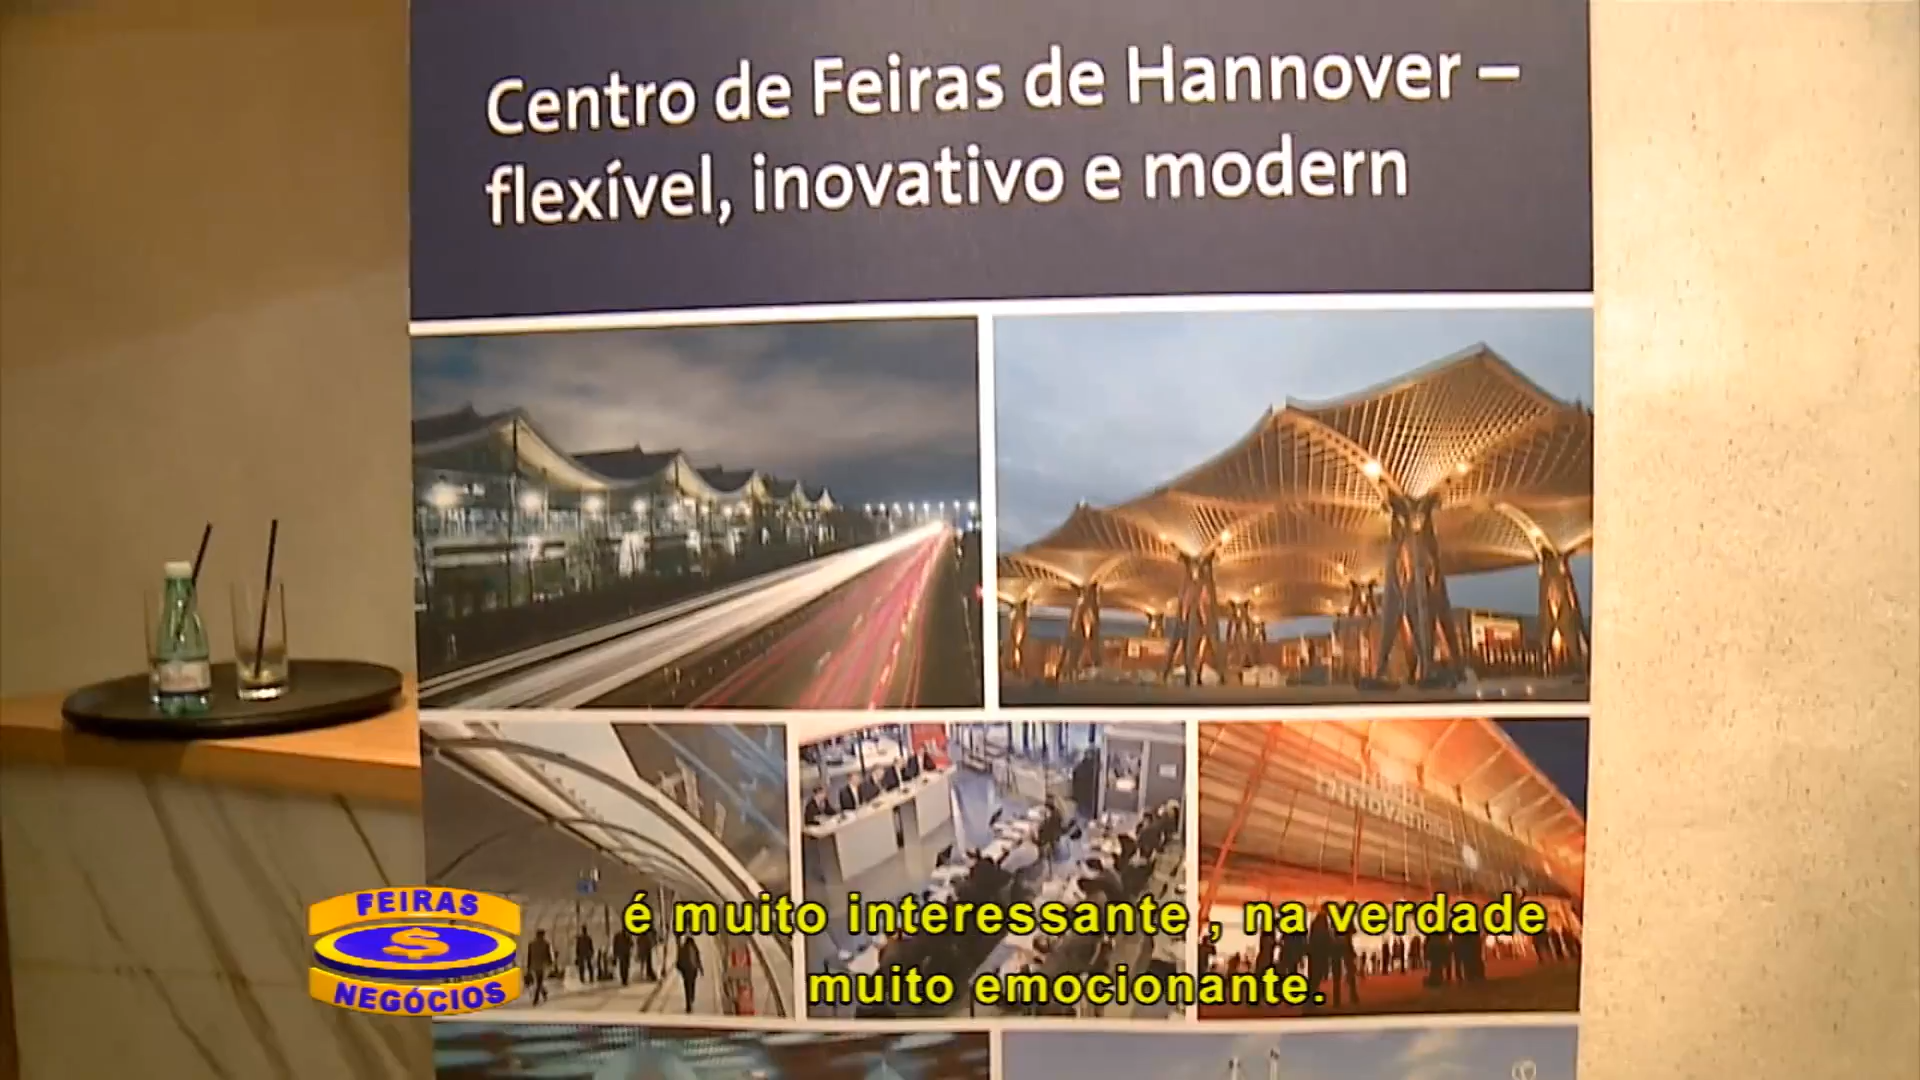 Centro de Feiras de Hannover –
flexível, inovativo e modern
FEIRAS
$
NEGÓCIOS
é muito interessante , na verdade
muito emocionante.